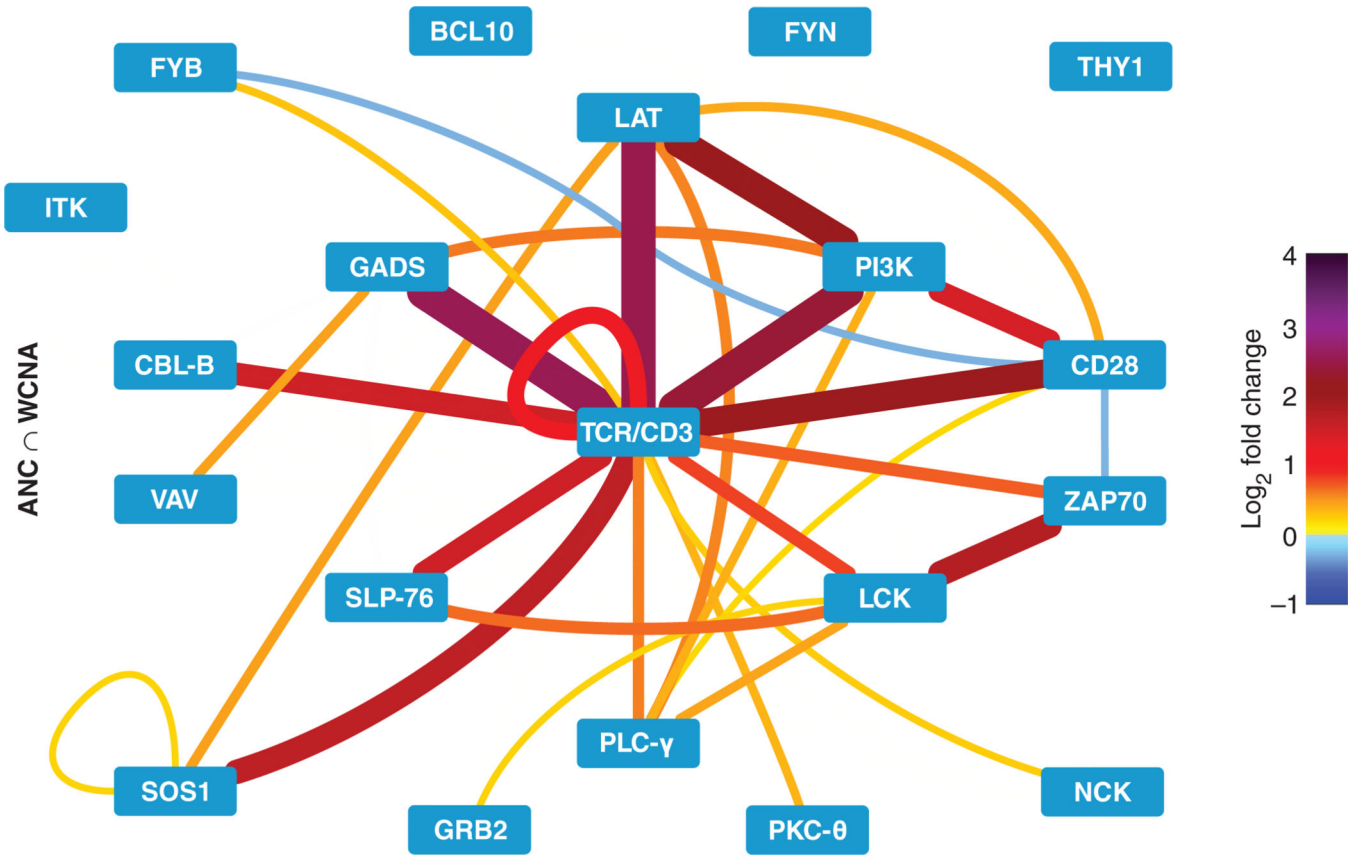 BCL10
FYN
FYB
THY1
LAT
ITK
GADS
PI3K
CBL-B
CD28
TCR/CD3
VAV
ZAP70
SLP-76
LCK
PLC-γ
SOS1
NCK
GRB2
PKC-θ
ANC ∩ WCNA
Log2 fold change
4
3
2
1
0
–1